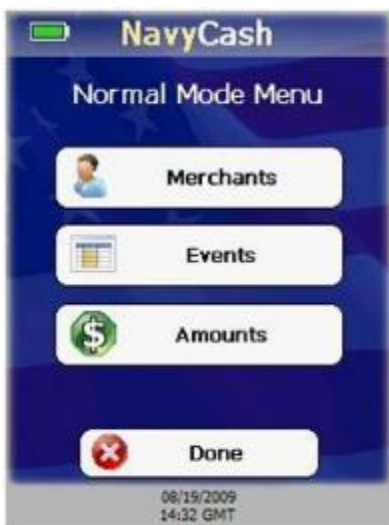 NavyCash
Normal Mode Menu
Merchants
Events
$
Amounts
Done
08/19/2009
14:32 GMT